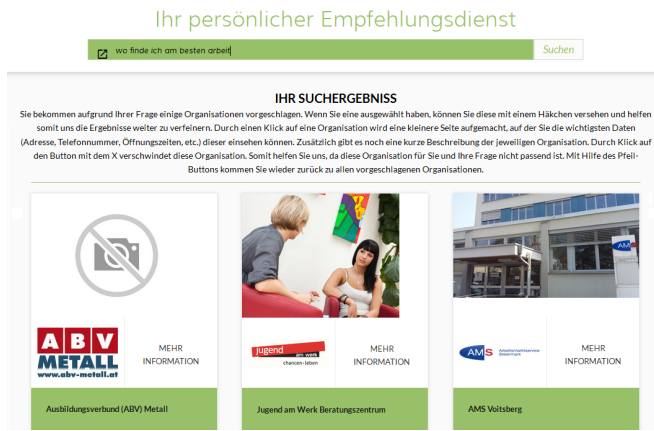 Ihr persönlicher Empfehlungsdienst
wo finde ich am besten arbeit
Suchen
IHR SUCHERGEBNISS
Sie bekommen aufgrund Ihrer Frage einige Organisationen vorgeschlagen. Wenn Sie eine ausgewählt haben, können Sie diese mit einem Häkchen versehen und helfen
somit uns die Ergebnisse weiter zu verfeinern. Durch einen Klick auf eine Organisation wird eine kleinere Seite aufgemacht, auf der Sie die wichtigsten Daten
(Adresse, Telefonnummer, Öffnungszeiten, etc.) dieser einsehen können. Zusätzlich gibt es noch eine kurze Beschreibung der jeweiligen Organisation. Durch Klick auf
den Button mit dem X verschwindet diese Organisation. Somit helfen Sie uns, da diese Organisation für Sie und Ihre Frage nicht passend ist. Mit Hilfe des Pfeil-
Buttons kommen Sie wieder zurück zu allen vorgeschlagenen Organisationen.
AMS
ABV
METALL
www.abv-metall.at
MEHR
INFORMATION
Jugend
am werk
chancen·leben
MEHR
INFORMATION
AMS
Arbeitsmarktservice
Steiermark
MEHR
INFORMATION
Ausbildungsverbund (ABV) Metall
Jugend am Werk Beratungszentrum
AMS Voitsberg